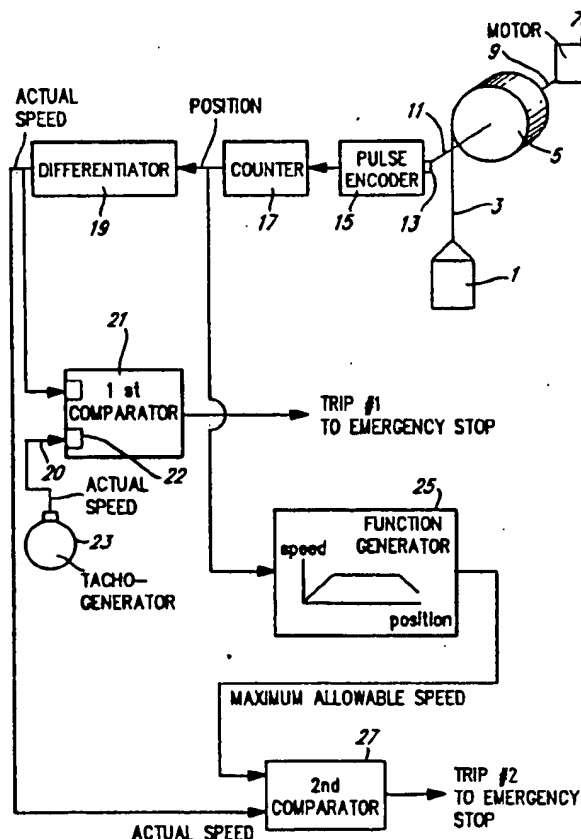 7
MOTOR
9
ACTUAL
SPEED
POSITION
11
5
DIFFERENTIATOR
COUNTER
PULSE
ENCODER
19
17
15
13
3
1
21
1 st
COMPARATOR
TRIP #1
TO EMERGENCY STOP
20
22
ACTUAL
SPEED
23
TACHO-
GENERATOR
25
FUNCTION
GENERATOR
speed
position
MAXIMUM ALLOWABLE SPEED
27
2nd
COMPARATOR
TRIP #2
TO EMERGENCY
STOP
ACTUAL SPEED